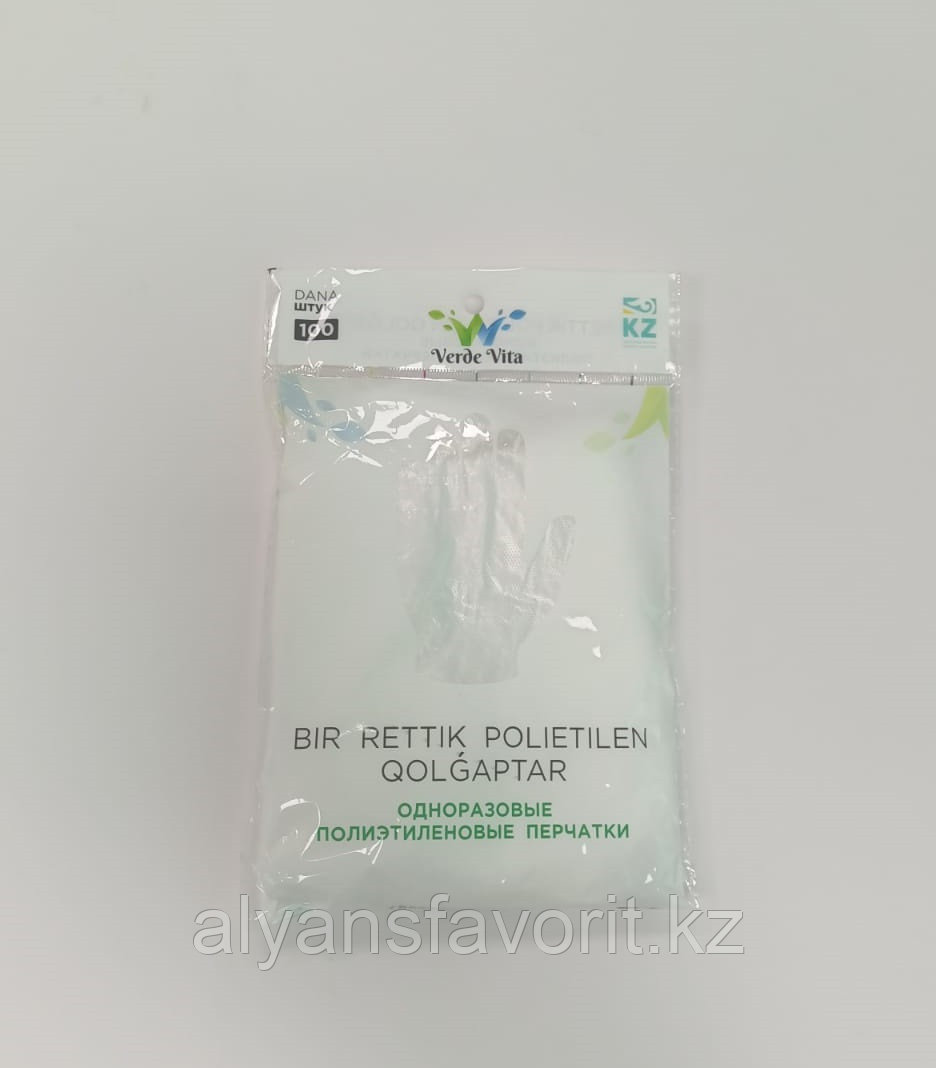 DANA
ШТУК
100
Verde Vita
KZ
BIR RETTIK POLIETILEN
QOLǴAPTAR
ОДНОРАЗОВЫЕ
ПОЛИЭТИЛЕНОВЫЕ ПЕРЧАТКИ
alyansfavorit.kz